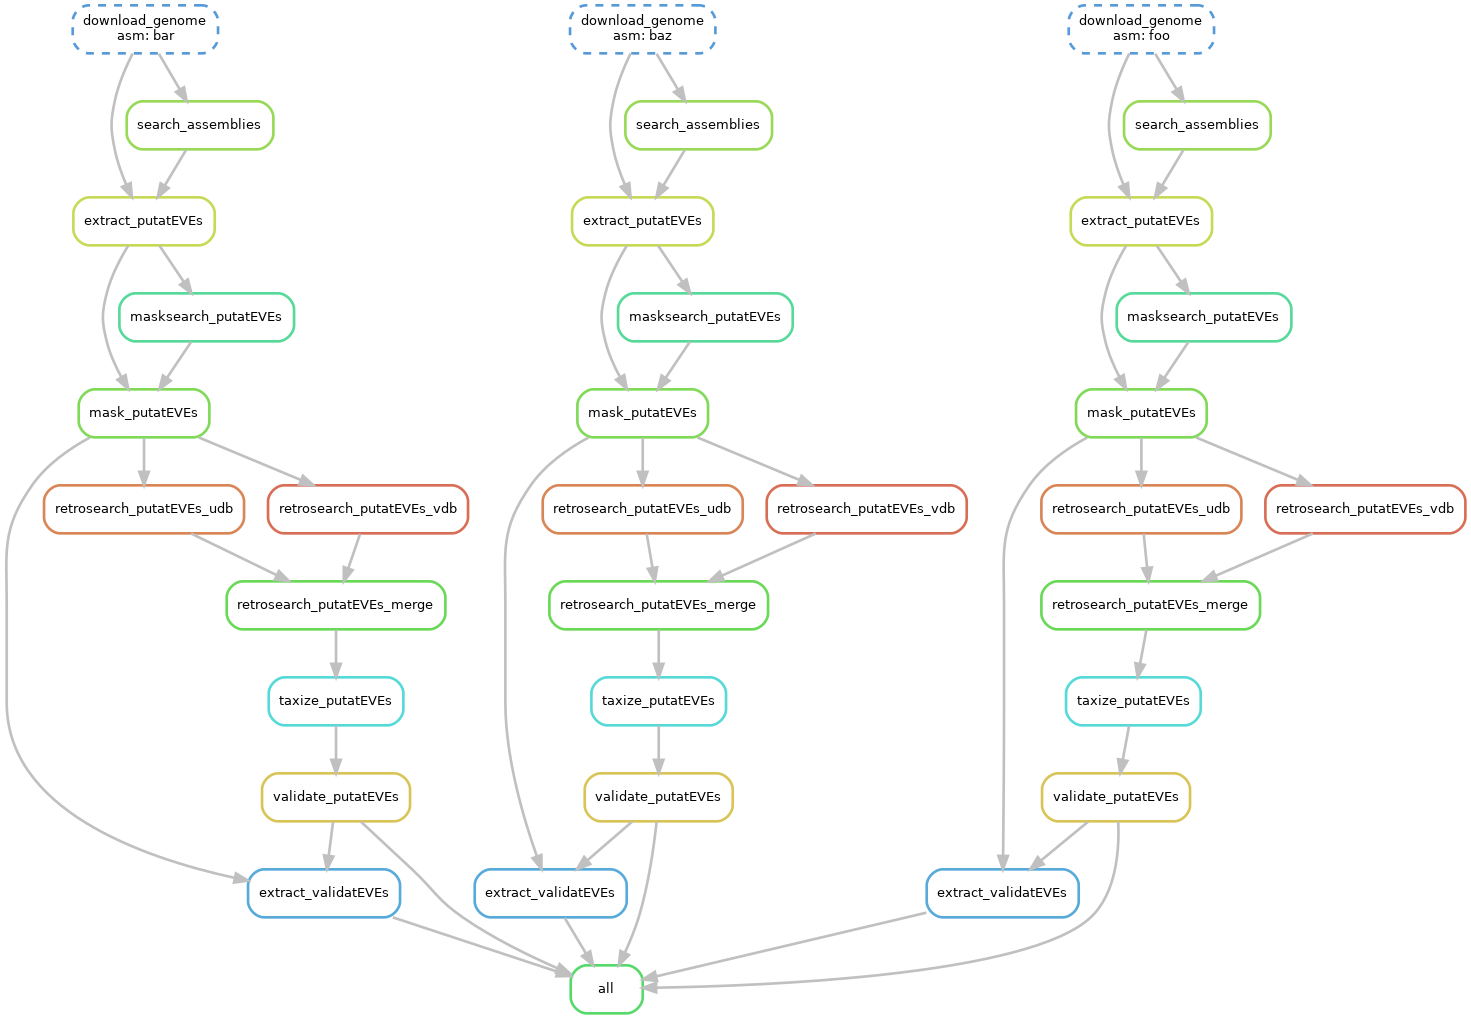 download_genome
asm: bar
download_genome
asm: baz
download_genome
asm: foo
search_assemblies
search_assemblies
search_assemblies
extract_putatEVEs
extract_putatEVEs
extract_putatEVEs
masksearch_putatEVEs
masksearch_putatEVEs
masksearch_putatEVEs
mask_putatEVEs
mask_putatEVEs
mask_putatEVEs
retrosearch_putatEVEs_udb
retrosearch_putatEVEs_vdb
retrosearch_putatEVEs_udb
retrosearch_putatEVEs_vdb
retrosearch_putatEVEs_udb
retrosearch_putatEVEs_vdb
retrosearch_putatEVEs_merge
retrosearch_putatEVEs_merge
retrosearch_putatEVEs_merge
taxize_putatEVEs
taxize_putatEVEs
taxize_putatEVEs
validate_putatEVEs
validate_putatEVEs
validate_putatEVEs
extract_validatEVEs
extract_validatEVEs
extract_validatEVEs
all